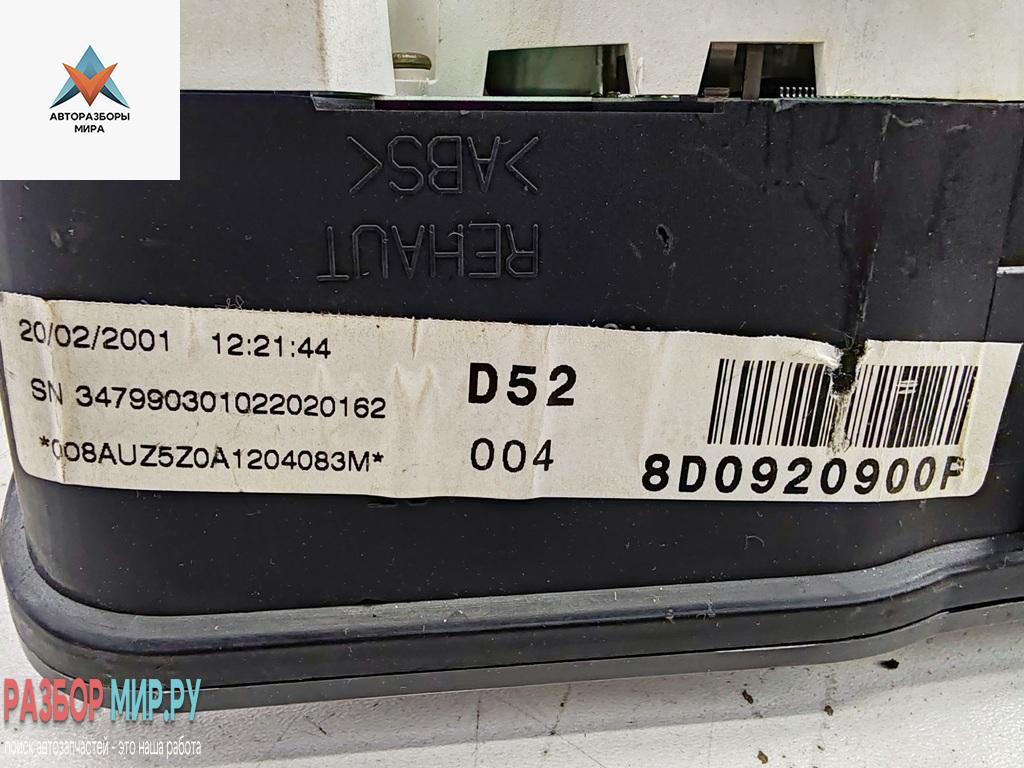 АВТОРАЗБОРЫ
МИРА
>ABS<
REHAUT
20/02/2001 12:21:44
SN 347990301022020162
*008AUZ5Z0A1204083M*
D52
004
8D0920900P
РАЗБОР МИР.РУ
поиск автозапчастей - это наша работа